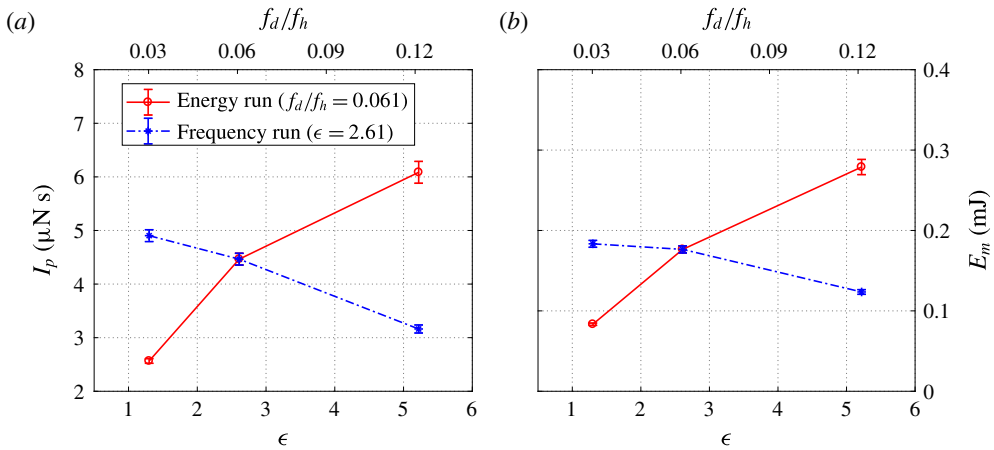 (a)
f_d/f_h
0.03 0.06 0.09 0.12
8
7
6
5
4
3
2
I_p (μN s)
Energy run (f_d/f_h = 0.061)
Frequency run (ϵ = 2.61)
1 2 3 4 5 6
ϵ
(b)
f_d/f_h
0.03 0.06 0.09 0.12
0.4
0.3
0.2
0.1
0
E_m (mJ)
1 2 3 4 5 6
ϵ